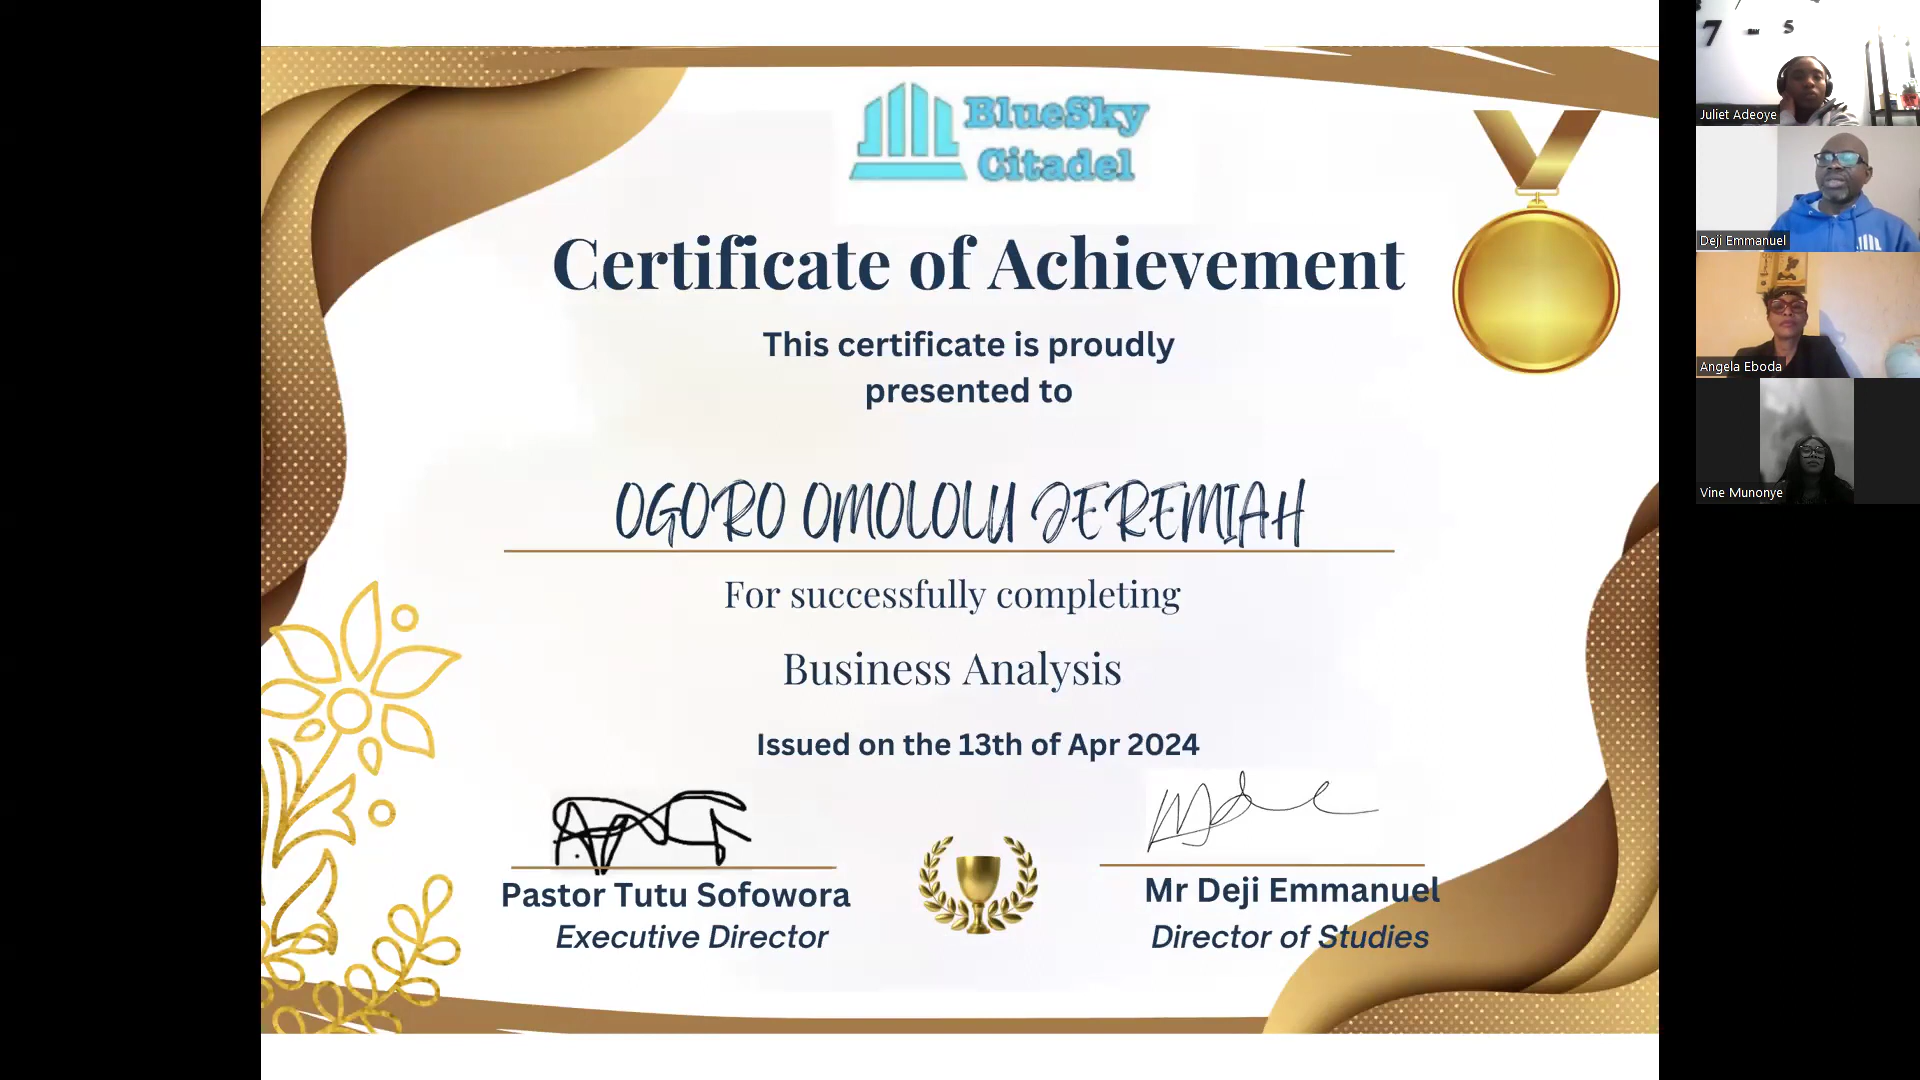 BlueSky
Citadel
Certificate of Achievement
This certificate is proudly
presented to
OGORO OMOLOLU JEREMIAH
For successfully completing
Business Analysis
Issued on the 13th of Apr 2024
Pastor Tutu Sofowora
Executive Director
Mr Deji Emmanuel
Director of Studies
7 5
Juliet Adeoye
Deji Emmanuel
Angela Eboda
Vine Munonye